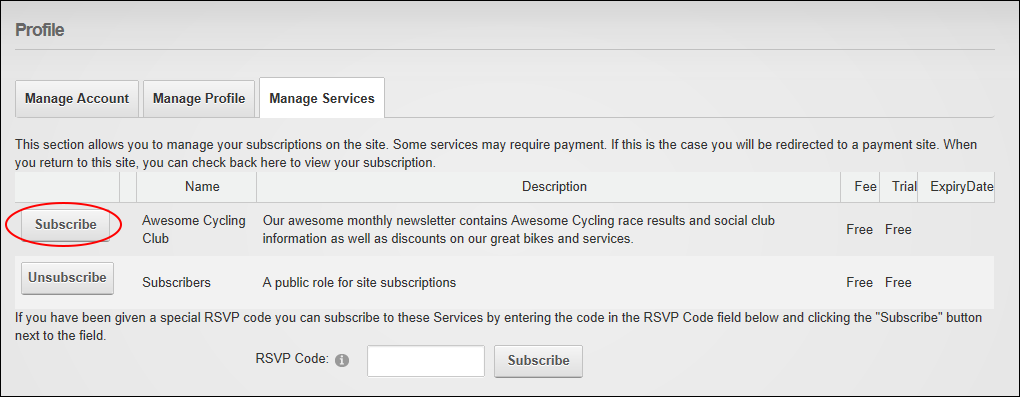 Profile
Manage Account Manage Profile Manage Services
This section allows you to manage your subscriptions on the site. Some services may require payment. If this is the case you will be redirected to a payment site. When
you return to this site, you can check back here to view your subscription.
Name Description Fee Trial ExpiryDate
Subscribe Awesome Cycling Club Our awesome monthly newsletter contains Awesome Cycling race results and social club
information as well as discounts on our great bikes and services. Free Free
Unsubscribe Subscribers A public role for site subscriptions Free Free
If you have been given a special RSVP code you can subscribe to these Services by entering the code in the RSVP Code field below and clicking the "Subscribe" button
next to the field.
RSVP Code: Subscribe